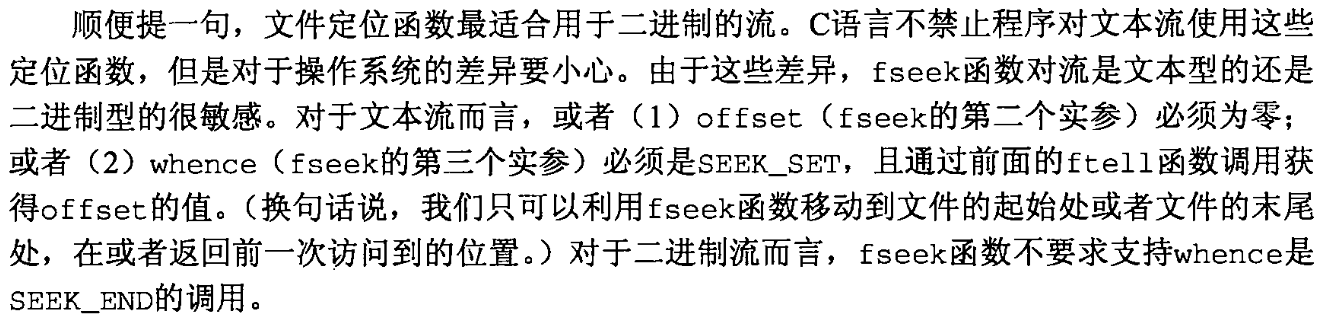 顺便提一句，文件定位函数最适合用于二进制的流。C语言不禁止程序对文本流使用这些
定位函数，但是对于操作系统的差异要小心。由于这些差异，fseek函数对流是文本型的还是
二进制型的很敏感。对于文本流而言，或者（1）offset（fseek的第二个实参）必须为零；
或者（2）whence（fseek的第三个实参）必须是SEEK_SET，且通过前面的ftell函数调用获
得offset的值。（换句话说，我们只可以利用fseek函数移动到文件的起始处或者文件的末尾
处，在或者返回前一次访问到的位置。）对于二进制流而言，fseek函数不要求支持whence是
SEEK_END的调用。